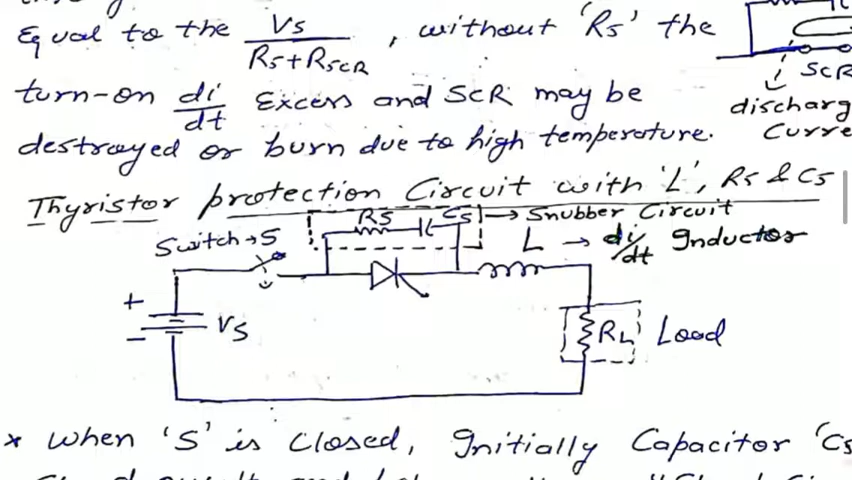 Equal to the Vs / Rs+RSCR , without 'Rs' the
turn-on di/dt Excess and SCR may be
destroyed or burn due to high temperature.
SCR
discharg
Curre
Thyristor protection Circuit with 'L', Rs & Cs
Rs Cs → Snubber Circuit
Switch → S
L → di/dt Inductor
+
-
Vs
RL Load
* When 'S' is Closed, Initially Capacitor 'Cs